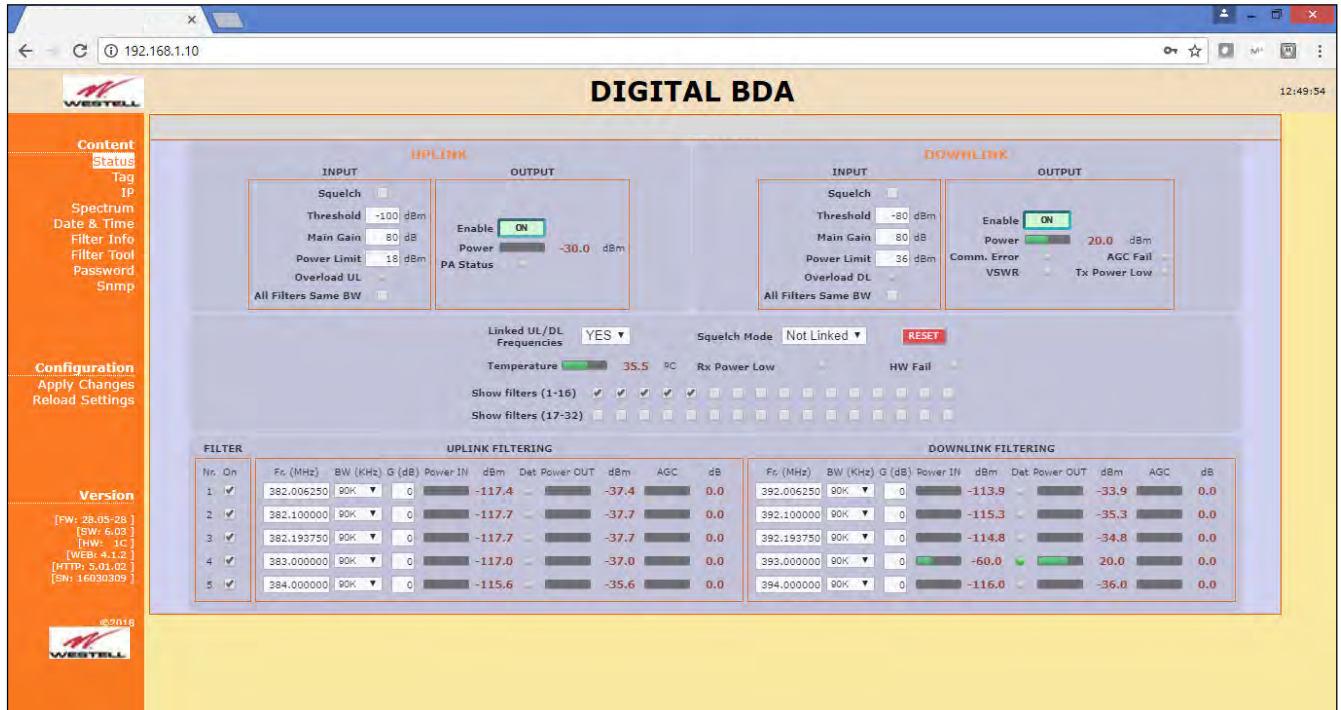 192.168.1.10
WESTELL
DIGITAL BDA
12:49:54
Content
Status
Tag
IP
Spectrum
Date & Time
Filter Info
Filter Tool
Password
Snmp
Configuration
Apply Changes
Reload Settings
Version
[FW: 28.05-28 ]
[SW: 6.03 ]
[HW: 1C ]
[WEB: 4.1.2 ]
[HTTP: 5.01.02 ]
[SN: 16030309 ]
©2018
WESTELL
UPLINK
INPUT
Squelch
Threshold -100 dBm
Main Gain 80 dB
Power Limit 18 dBm
Overload UL
All Filters Same BW
OUTPUT
Enable ON
Power -30.0 dBm
PA Status
DOWNLINK
INPUT
Squelch
Threshold -80 dBm
Main Gain 80 dB
Power Limit 36 dBm
Overload DL
All Filters Same BW
OUTPUT
Enable ON
Power 20.0 dBm
Comm. Error AGC Fail
VSWR Tx Power Low
Linked UL/DL
Frequencies YES
Squelch Mode Not Linked RESET
Temperature 35.5 ºC Rx Power Low HW Fail
Show filters (1-16)
Show filters (17-32)
FILTER UPLINK FILTERING DOWNLINK FILTERING
Nr. On Fr. (MHz) BW (KHz) G (dB) Power IN dBm Det Power OUT dBm AGC dB Fr. (MHz) BW (KHz) G (dB) Power IN dBm Det Power OUT dBm AGC dB
1 382.006250 90K 0 -117.4 -37.4 0.0 392.006250 90K 0 -113.9 -33.9 0.0
2 382.100000 90K 0 -117.7 -37.7 0.0 392.100000 90K 0 -115.3 -35.3 0.0
3 382.193750 90K 0 -117.7 -37.7 0.0 392.193750 90K 0 -114.8 -34.8 0.0
4 383.000000 90K 0 -117.0 -37.0 0.0 393.000000 90K 0 -60.0 20.0 0.0
5 384.000000 90K 0 -115.6 -35.6 0.0 394.000000 90K 0 -116.0 -36.0 0.0